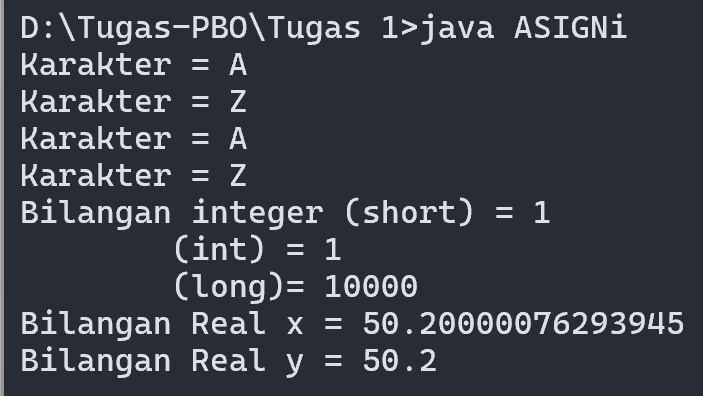 D:\Tugas-PBO\Tugas 1>java ASIGNi
Karakter = A
Karakter = Z
Karakter = A
Karakter = Z
Bilangan integer (short) = 1
        (int) = 1
        (long)= 10000
Bilangan Real x = 50.20000076293945
Bilangan Real y = 50.2